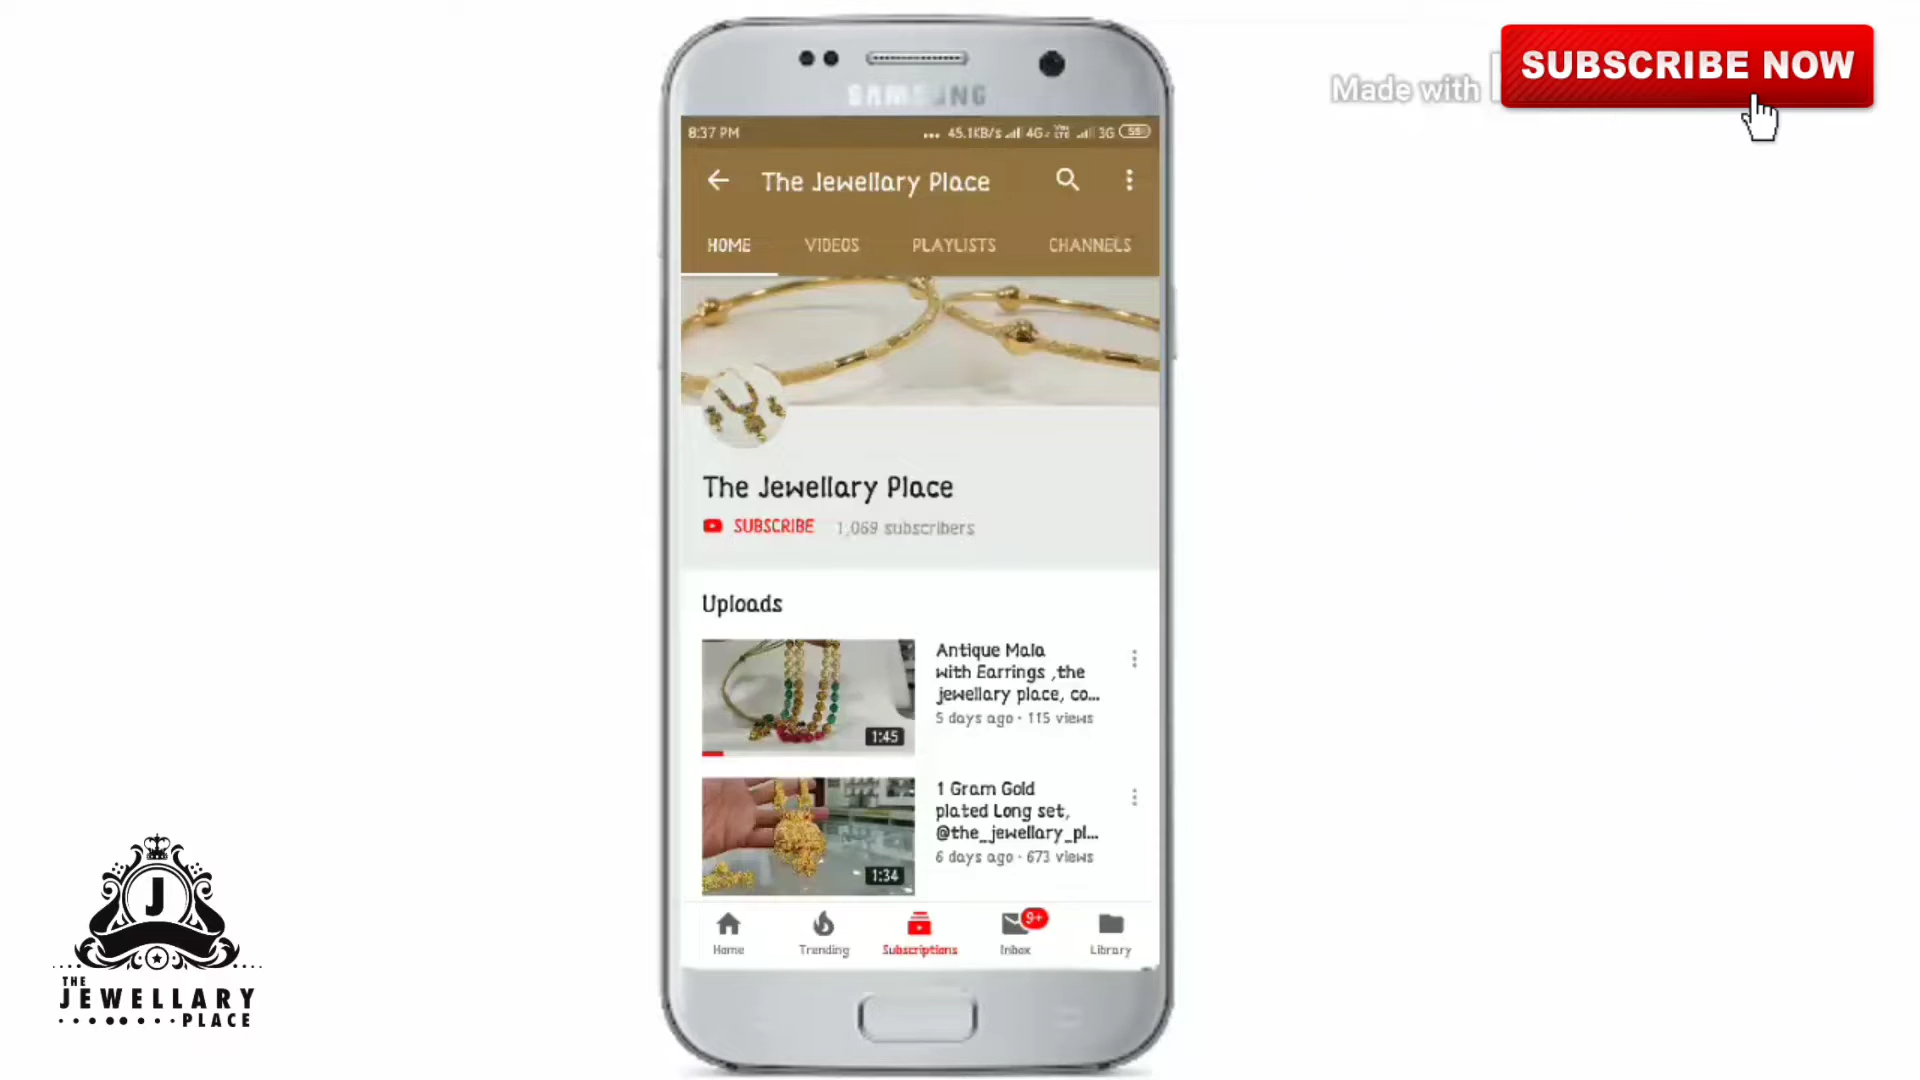 SUBSCRIBE NOW
Made with
SAMSUNG
8:37 PM
45.1KB/s 4G 3G
The Jewellary Place
HOME VIDEOS PLAYLISTS CHANNELS
The Jewellary Place
SUBSCRIBE 1,069 subscribers
Uploads
Antique Mala
with Earrings ,the
jewellary place, co...
5 days ago · 115 views
1:45
1 Gram Gold
plated Long set,
@the_jewellary_pl...
6 days ago · 673 views
1:34
Home Trending Subscriptions Inbox 9+ Library
J
THE
JEWELLARY
PLACE